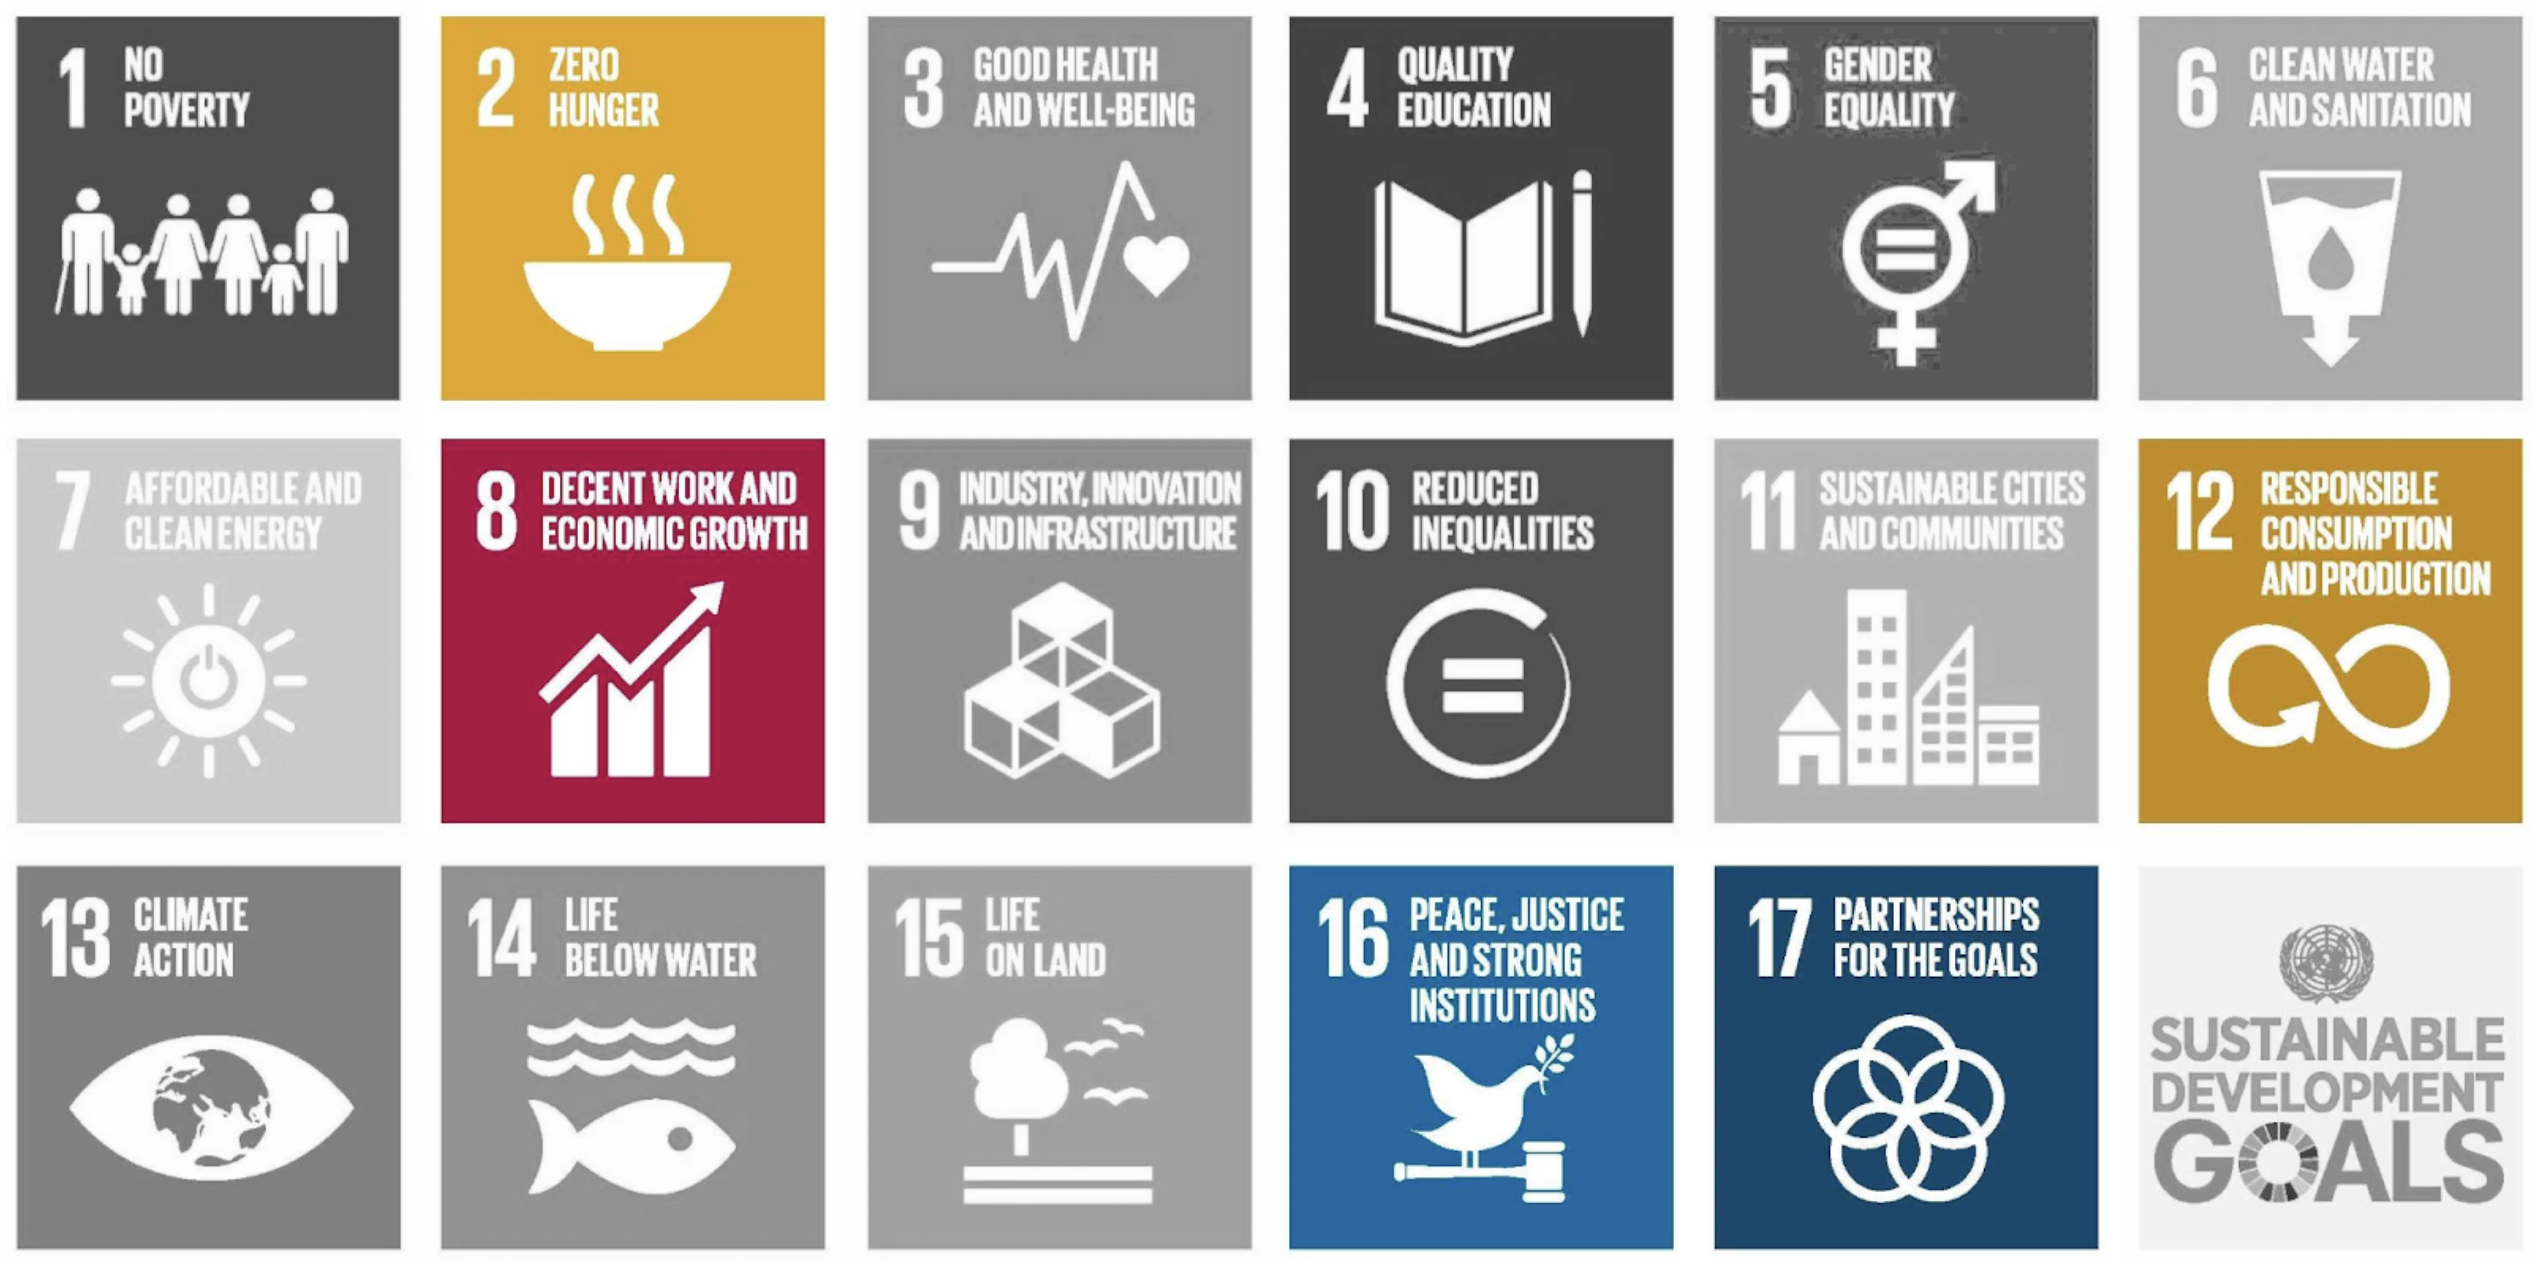 1 NO
POVERTY
2 ZERO
HUNGER
3 GOOD HEALTH
AND WELL-BEING
4 QUALITY
EDUCATION
5 GENDER
EQUALITY
6 CLEAN WATER
AND SANITATION
7 AFFORDABLE AND
CLEAN ENERGY
8 DECENT WORK AND
ECONOMIC GROWTH
9 INDUSTRY, INNOVATION
AND INFRASTRUCTURE
10 REDUCED
INEQUALITIES
11 SUSTAINABLE CITIES
AND COMMUNITIES
12 RESPONSIBLE
CONSUMPTION
AND PRODUCTION
13 CLIMATE
ACTION
14 LIFE
BELOW WATER
15 LIFE
ON LAND
16 PEACE, JUSTICE
AND STRONG
INSTITUTIONS
17 PARTNERSHIPS
FOR THE GOALS
SUSTAINABLE
DEVELOPMENT
GOALS